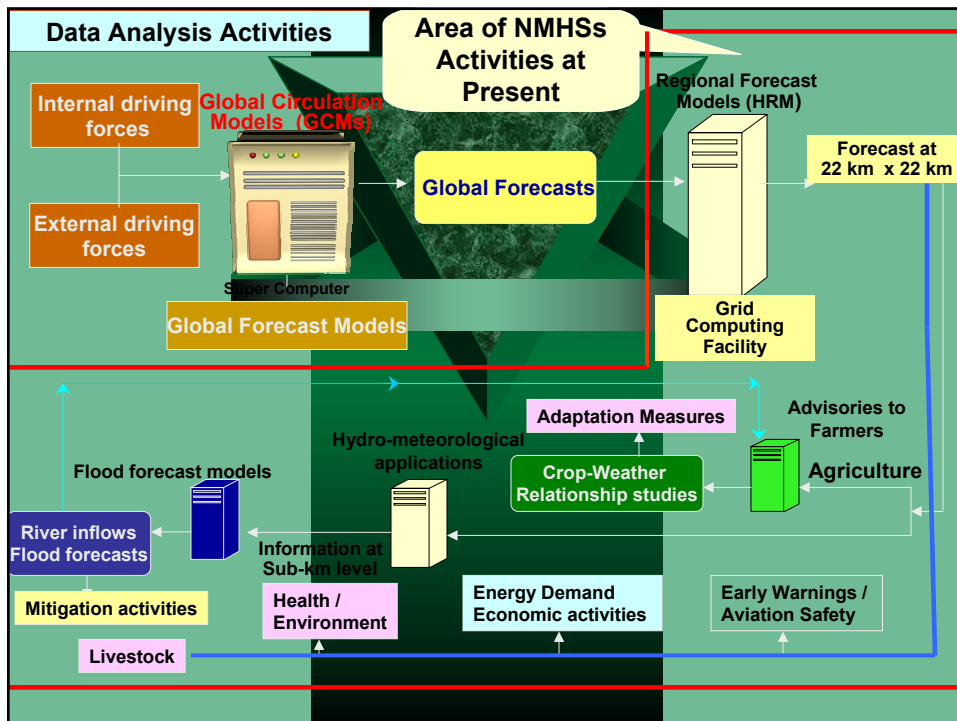 Data Analysis Activities
Area of NMHSs
Activities at
Present
Internal driving
forces
Global Circulation
Models (GCMs)
Regional Forecast
Models (HRM)
Forecast at
22 km x 22 km
Global Forecasts
External driving
forces
Super Computer
Global Forecast Models
Grid
Computing
Facility
Adaptation Measures
Advisories to
Farmers
Hydro-meteorological
applications
Flood forecast models
Crop-Weather
Relationship studies
Agriculture
River inflows
Flood forecasts
Information at
Sub-km level
Mitigation activities
Health /
Environment
Energy Demand
Economic activities
Early Warnings /
Aviation Safety
Livestock